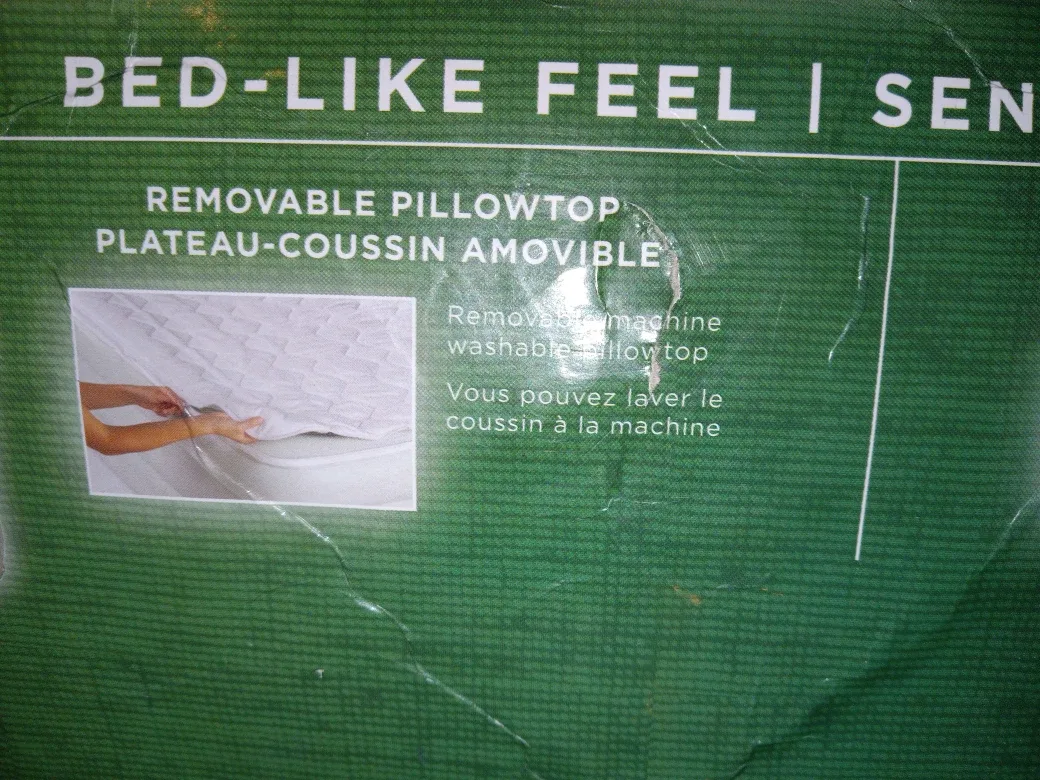 BED-LIKE FEEL | SEN
REMOVABLE PILLOWTOP
PLATEAU-COUSSIN AMOVIBLE
Removable machine
washable pillowtop
Vous pouvez laver le
coussin à la machine